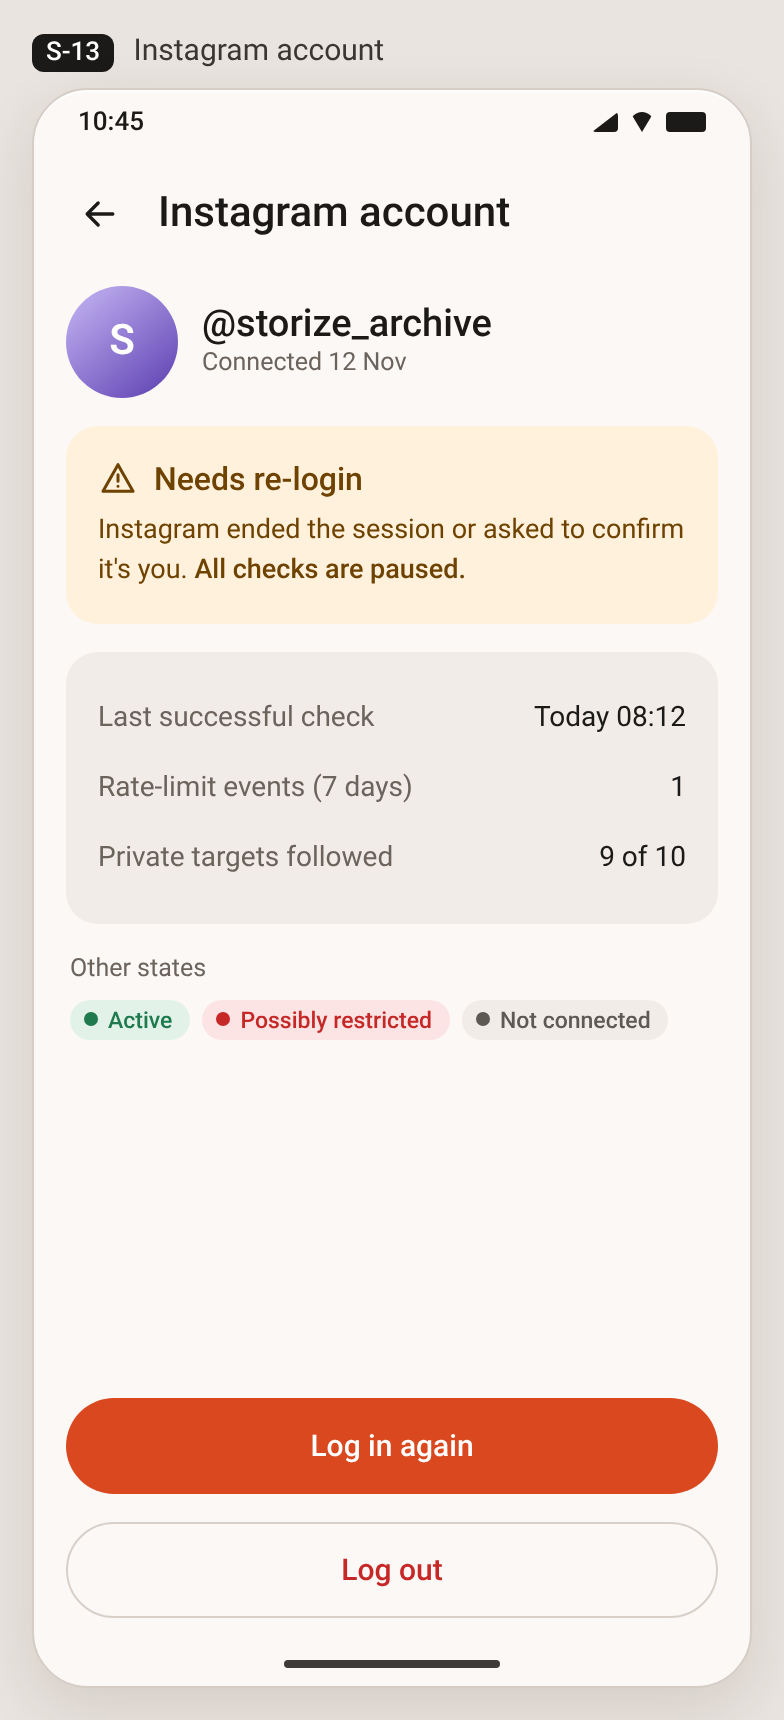 S-13 Instagram account
10:45
Instagram account
S
@storize_archive
Connected 12 Nov
Needs re-login
Instagram ended the session or asked to confirm
it's you. All checks are paused.
Last successful check Today 08:12
Rate-limit events (7 days) 1
Private targets followed 9 of 10
Other states
Active Possibly restricted Not connected
Log in again
Log out